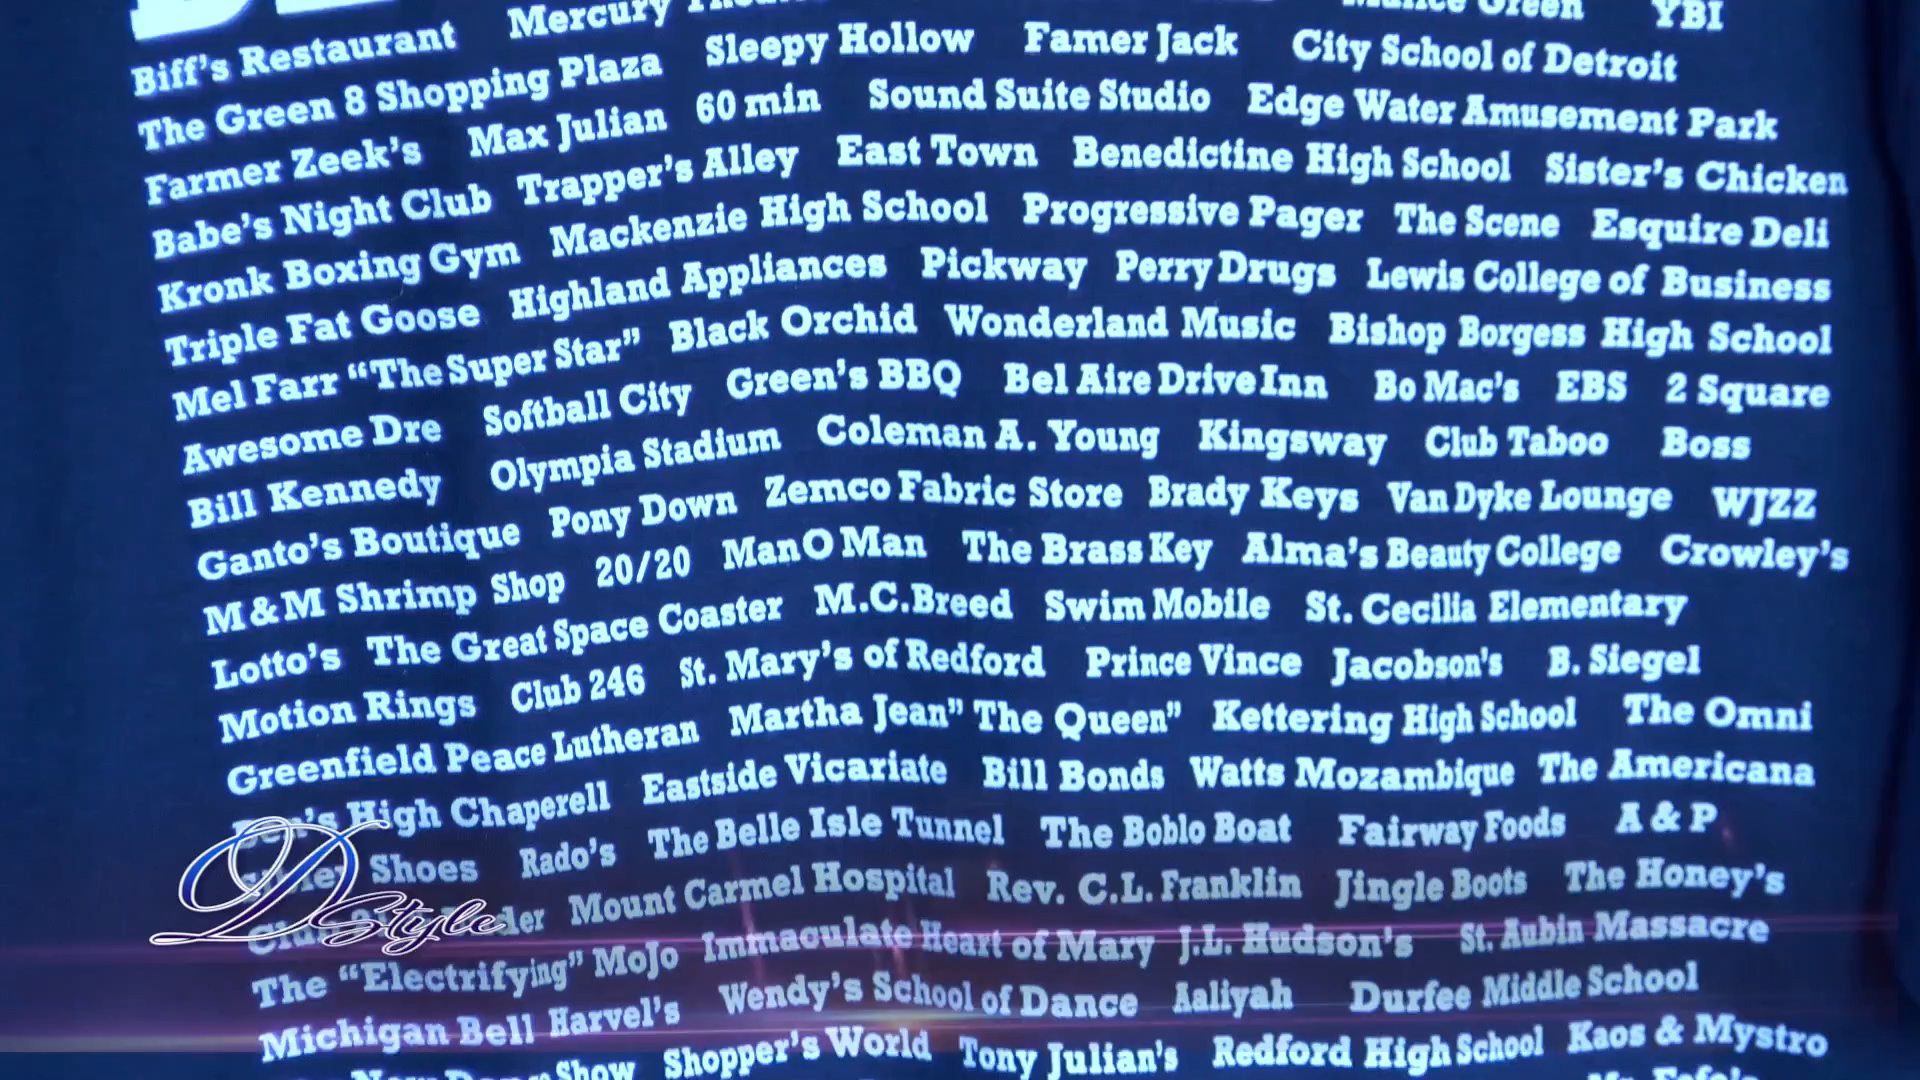 Mercury Green YBI
Biff's Restaurant Sleepy Hollow Famer Jack City School of Detroit
The Green 8 Shopping Plaza 60 min Sound Suite Studio Edge Water Amusement Park
Farmer Zeek's Max Julian Trapper's Alley East Town Benedictine High School Sister's Chicken
Babe's Night Club Mackenzie High School Progressive Pager The Scene Esquire Deli
Kronk Boxing Gym Highland Appliances Pickway Perry Drugs Lewis College of Business
Triple Fat Goose Black Orchid Wonderland Music Bishop Borgess High School
Mel Farr “The Super Star” Green's BBQ Bel Aire Drive Inn Bo Mac's EBS 2 Square
Awesome Dre Softball City Coleman A. Young Kingsway Club Taboo Boss
Bill Kennedy Olympia Stadium Zemco Fabric Store Brady Keys Van Dyke Lounge WJZZ
Ganto's Boutique Pony Down Man O Man The Brass Key Alma's Beauty College Crowley's
M & M Shrimp Shop 20/20 M.C.Breed Swim Mobile St. Cecilia Elementary
Lotto's The Great Space Coaster St. Mary's of Redford Prince Vince Jacobson's B. Siegel
Motion Rings Club 246 Martha Jean” The Queen” Kettering High School The Omni
Greenfield Peace Lutheran Eastside Vicariate Bill Bonds Watts Mozambique The Americana
High Chaperell The Belle Isle Tunnel The Boblo Boat Fairway Foods A & P
Shoes Rado's Mount Carmel Hospital Rev. C.L. Franklin Jingle Boots The Honey's
Immaculate Heart of Mary J.L. Hudson's St. Aubin Massacre
The “Electrifying” MoJo Wendy's School of Dance Aaliyah Durfee Middle School
Michigan Bell Harvel's Shopper's World Tony Julian's Redford High School Kaos & Mystro
Show
D Style